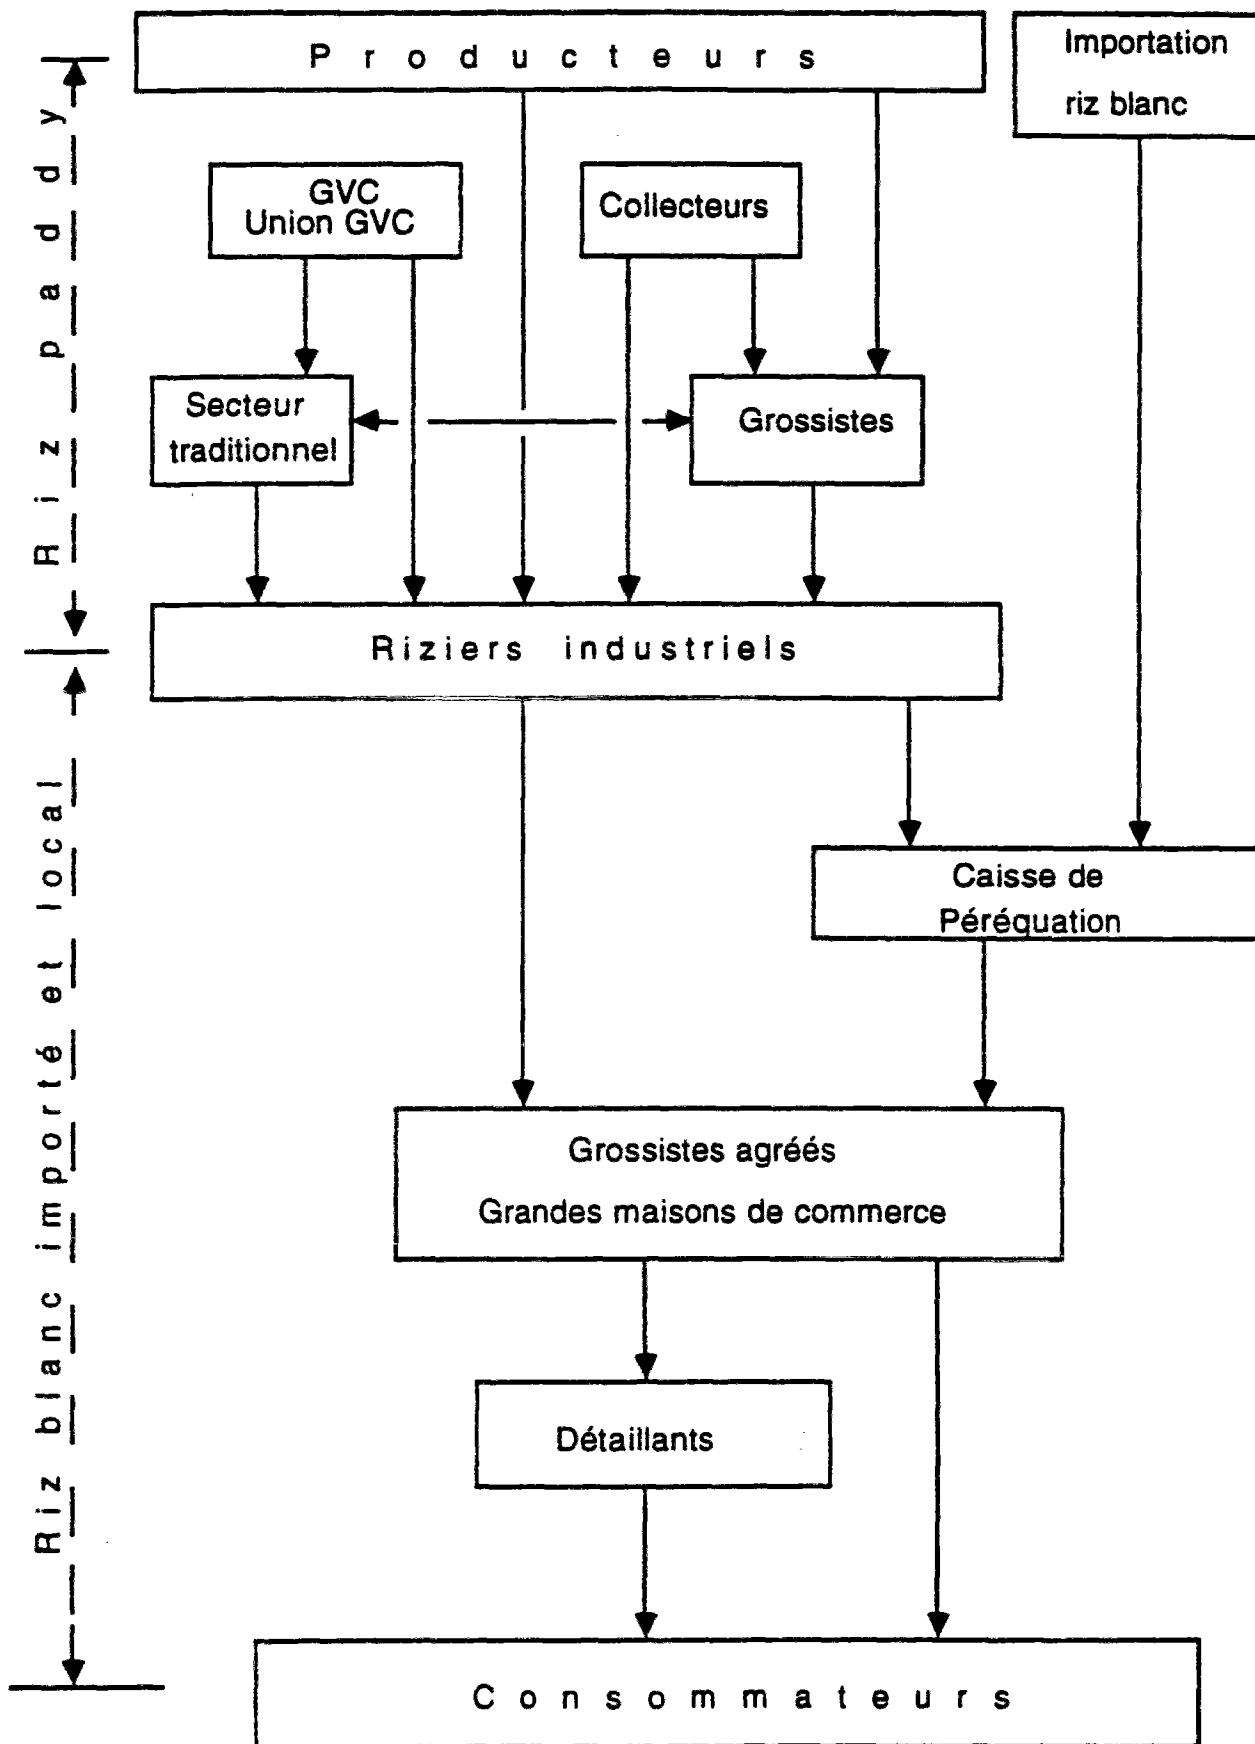 Producteurs
Importation
riz blanc
GVC
Union GVC
Collecteurs
Secteur
traditionnel
Grossistes
Riz paddy
Riziers industriels
Caisse de
Péréquation
Riz blanc importé et local
Grossistes agréés
Grandes maisons de commerce
Détaillants
Consommateurs